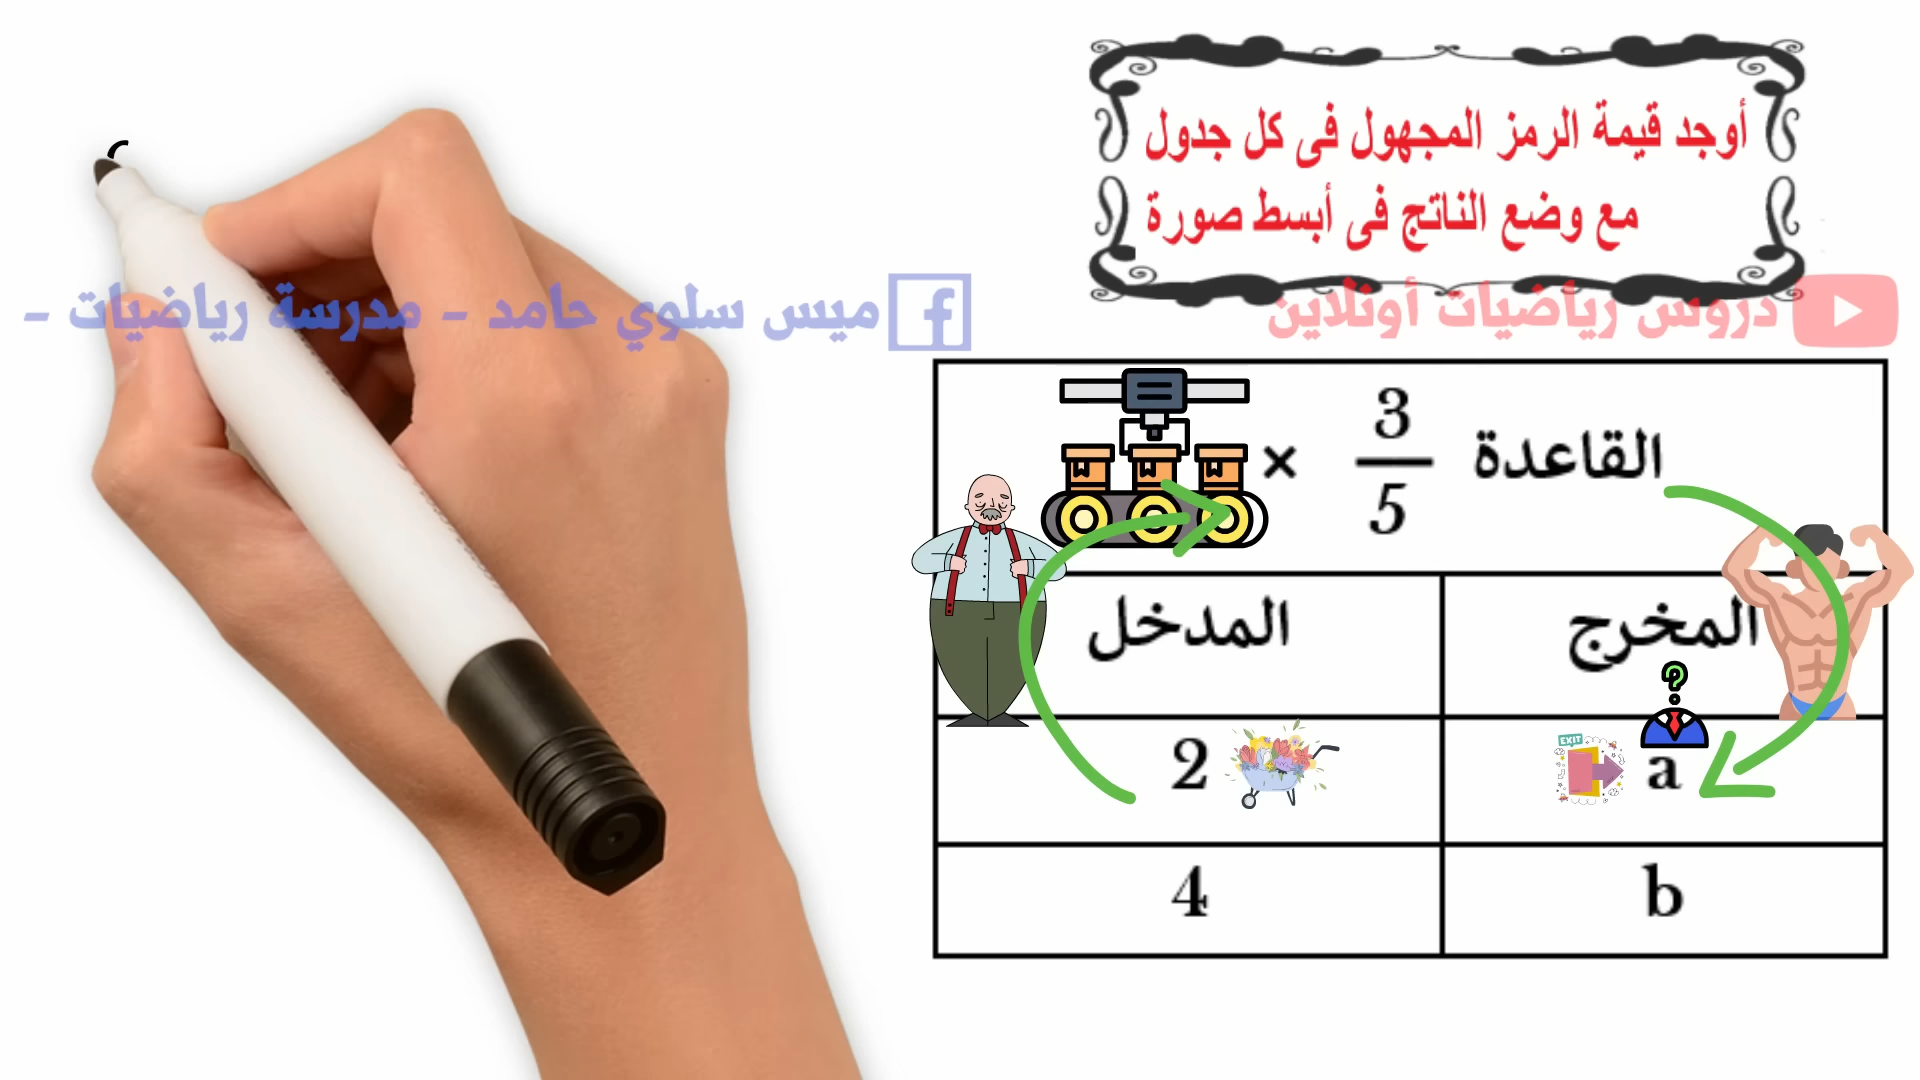 أوجد قيمة الرمز المجهول فى كل جدول
مع وضع الناتج فى أبسط صورة
دروس رياضيات أونلاين
ميس سلوي حامد - مدرسة رياضيات -
القاعدة 3/5 ×
المدخل المخرج
EXIT
2 a
4 b